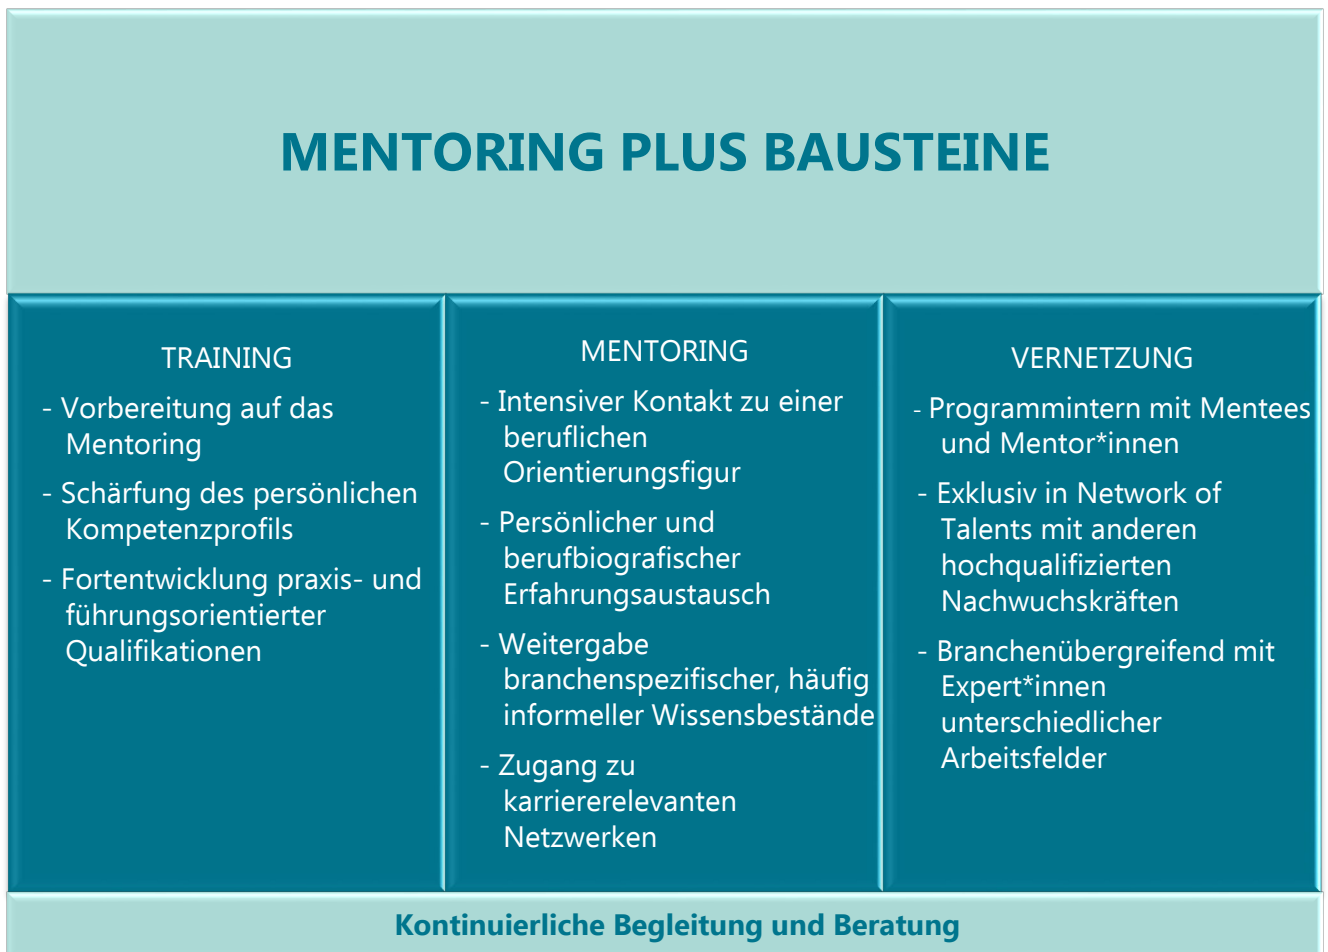 MENTORING PLUS BAUSTEINE
TRAINING
- Vorbereitung auf das
Mentoring
- Schärfung des persönlichen
Kompetenzprofils
- Fortentwicklung praxis- und
führungsorientierter
Qualifikationen
MENTORING
- Intensiver Kontakt zu einer
beruflichen
Orientierungsfigur
- Persönlicher und
berufbiografischer
Erfahrungsaustausch
- Weitergabe
branchenspezifischer, häufig
informeller Wissensbestände
- Zugang zu
karriererelevanten
Netzwerken
VERNETZUNG
- Programmintern mit Mentees
und Mentor*innen
- Exklusiv in Network of
Talents mit anderen
hochqualifizierten
Nachwuchskräften
- Branchenübergreifend mit
Expert*innen
unterschiedlicher
Arbeitsfelder
Kontinuierliche Begleitung und Beratung